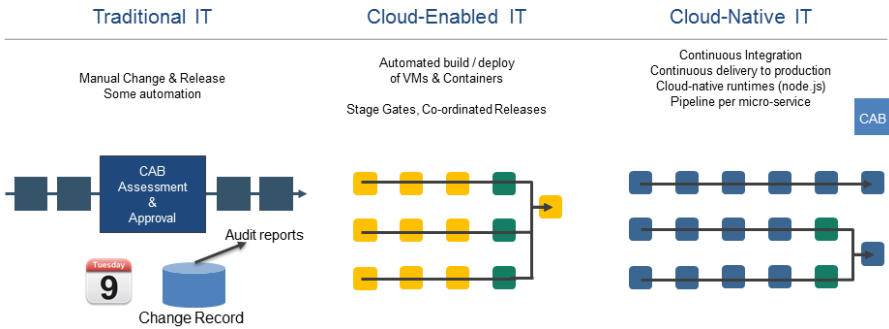 Traditional IT
Cloud-Enabled IT
Cloud-Native IT
Manual Change & Release
Some automation
Automated build / deploy
of VMs & Containers
Stage Gates, Co-ordinated Releases
Continuous Integration
Continuous delivery to production
Cloud-native runtimes (node.js)
Pipeline per micro-service
CAB
CAB
Assessment
&
Approval
Audit reports
Tuesday
9
Change Record